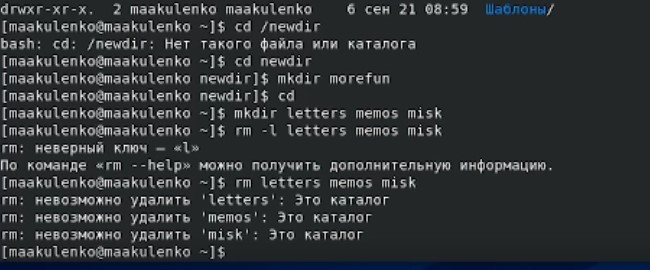 drwxr-xr-x.  2 maakulenko maakulenko    6 сен 21 08:59  Шаблоны/
[maakulenko@maakulenko ~]$ cd /newdir
bash: cd: /newdir: Нет такого файла или каталога
[maakulenko@maakulenko ~]$ cd newdir
[maakulenko@maakulenko newdir]$ mkdir morefun
[maakulenko@maakulenko newdir]$ cd
[maakulenko@maakulenko ~]$ mkdir letters memos misk
[maakulenko@maakulenko ~]$ rm -l letters memos misk
rm: неверный ключ — «l»
По команде «rm --help» можно получить дополнительную информацию.
[maakulenko@maakulenko ~]$ rm letters memos misk
rm: невозможно удалить 'letters': Это каталог
rm: невозможно удалить 'memos': Это каталог
rm: невозможно удалить 'misk': Это каталог
[maakulenko@maakulenko ~]$